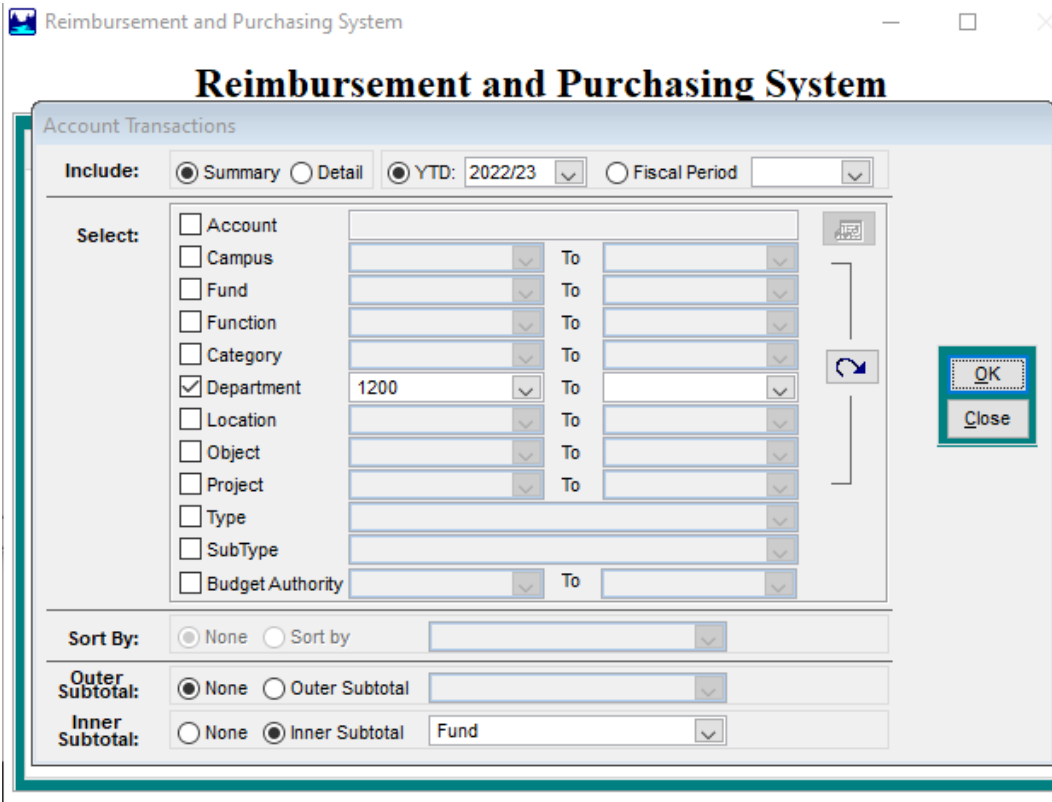 Reimbursement and Purchasing System
Reimbursement and Purchasing System
Account Transactions
Include: Summary Detail YTD: 2022/23 Fiscal Period
Select: Account
Campus To
Fund To
Function To
Category To
Department 1200 To
Location To
Object To
Project To
Type
SubType
Budget Authority To
OK
Close
Sort By: None Sort by
Outer Subtotal: None Outer Subtotal
Inner Subtotal: None Inner Subtotal Fund